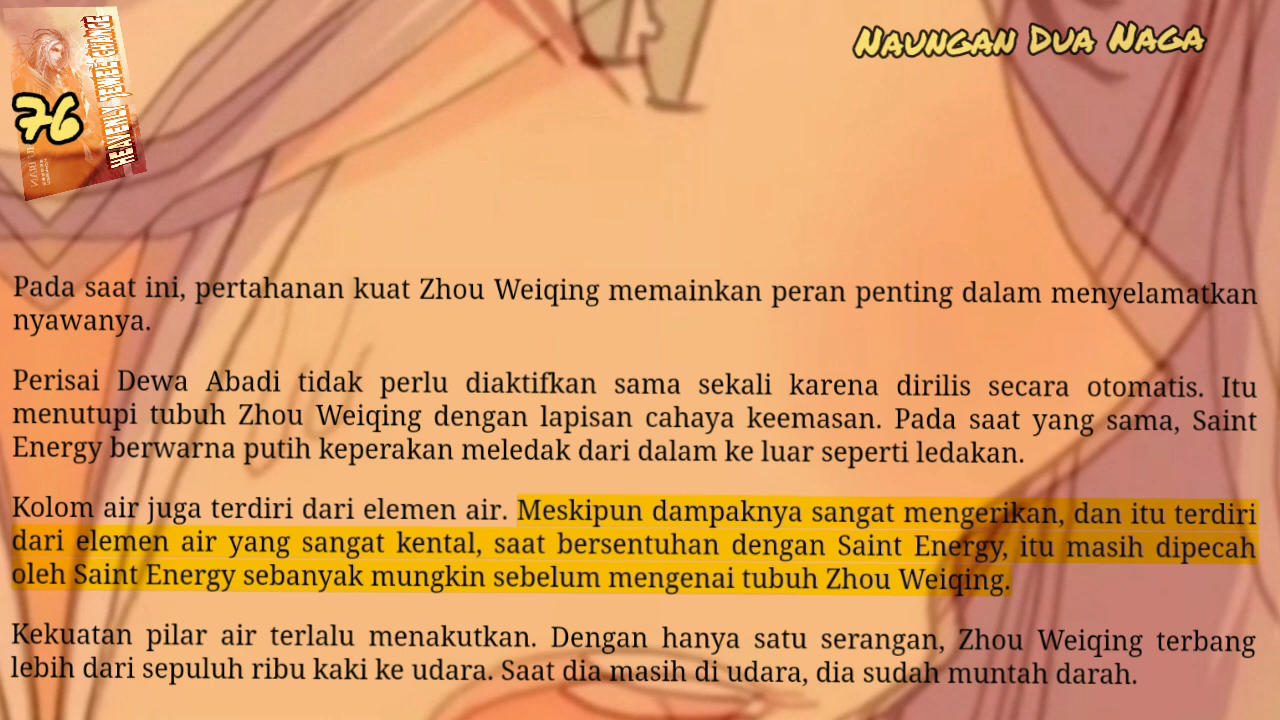 Naungan Dua Naga
76
HEAVENLY JEWEL CHANGE
Pada saat ini, pertahanan kuat Zhou Weiqing memainkan peran penting dalam menyelamatkan
nyawanya.
Perisai Dewa Abadi tidak perlu diaktifkan sama sekali karena dirilis secara otomatis. Itu
menutupi tubuh Zhou Weiqing dengan lapisan cahaya keemasan. Pada saat yang sama, Saint
Energy berwarna putih keperakan meledak dari dalam ke luar seperti ledakan.
Kolom air juga terdiri dari elemen air. Meskipun dampaknya sangat mengerikan, dan itu terdiri
dari elemen air yang sangat kental, saat bersentuhan dengan Saint Energy, itu masih dipecah
oleh Saint Energy sebanyak mungkin sebelum mengenai tubuh Zhou Weiqing.
Kekuatan pilar air terlalu menakutkan. Dengan hanya satu serangan, Zhou Weiqing terbang
lebih dari sepuluh ribu kaki ke udara. Saat dia masih di udara, dia sudah muntah darah.